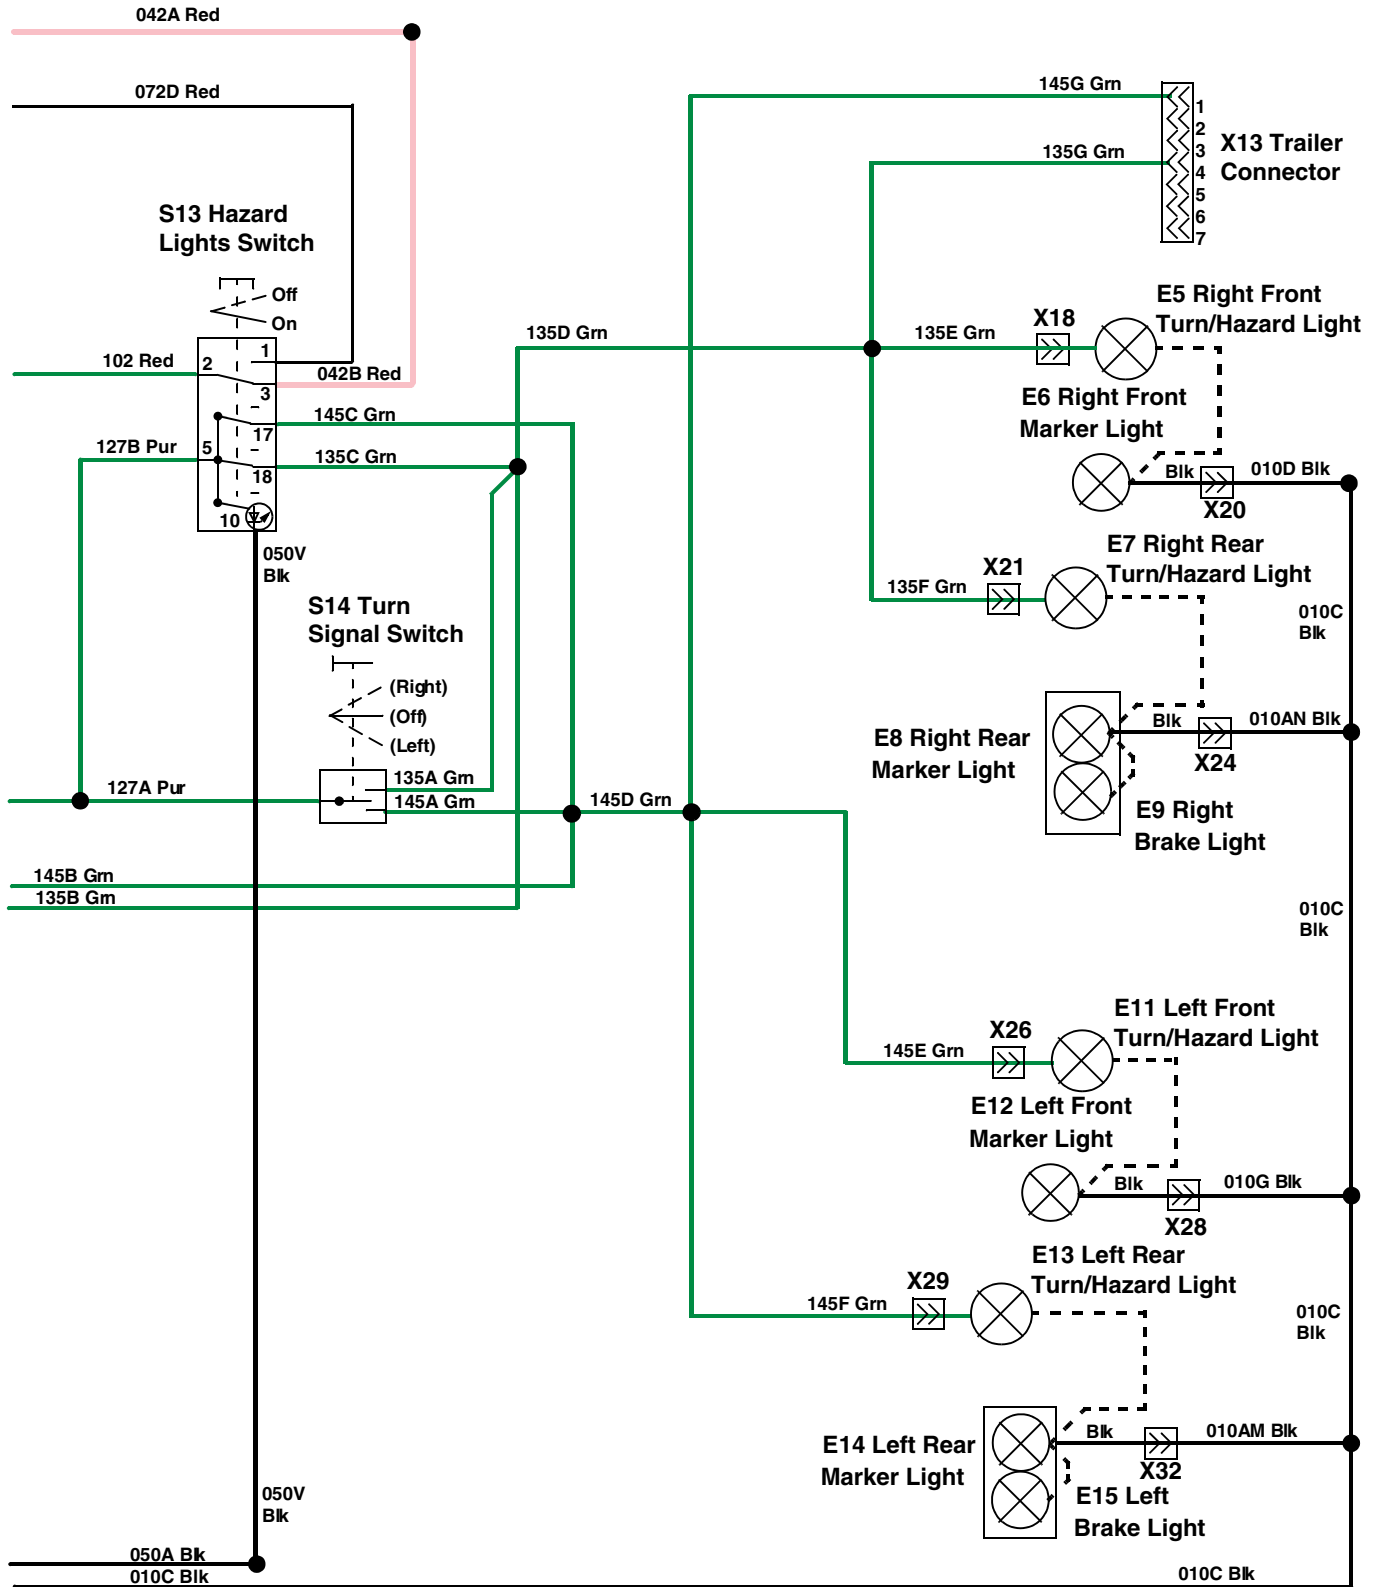 042A Red
072D Red
145G Grn
1
2
3
4
5
6
7
X13 Trailer
Connector
135G Grn
S13 Hazard
Lights Switch
Off
On
E5 Right Front
Turn/Hazard Light
X18
135D Grn
135E Grn
102 Red
2
1
042B Red
3
E6 Right Front
Marker Light
145C Grn
17
127B Pur
5
135C Grn
18
10
Blk
010D Blk
X20
050V
Blk
E7 Right Rear
Turn/Hazard Light
X21
135F Grn
S14 Turn
Signal Switch
010C
Blk
(Right)
(Off)
(Left)
E8 Right Rear
Marker Light
Blk
010AN Blk
X24
127A Pur
135A Grn
145A Grn
145D Grn
E9 Right
Brake Light
145B Grn
135B Grn
010C
Blk
E11 Left Front
Turn/Hazard Light
X26
145E Grn
E12 Left Front
Marker Light
Blk
010G Blk
X28
E13 Left Rear
Turn/Hazard Light
X29
145F Grn
010C
Blk
E14 Left Rear
Marker Light
Blk
010AM Blk
X32
E15 Left
Brake Light
050V
Blk
050A Blk
010C Blk
010C Blk